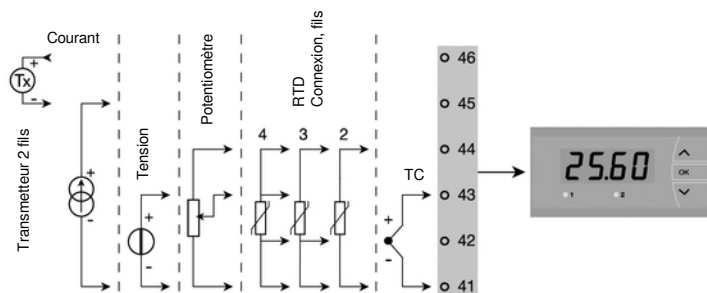 Courant
Tx
+
-
Transmetteur 2 fils
+
-
Tension
+
-
Potentiomètre
RTD
Connexion, fils
4 3 2
TC
+
-
46
45
44
43
42
41
25.60
OK
1 2